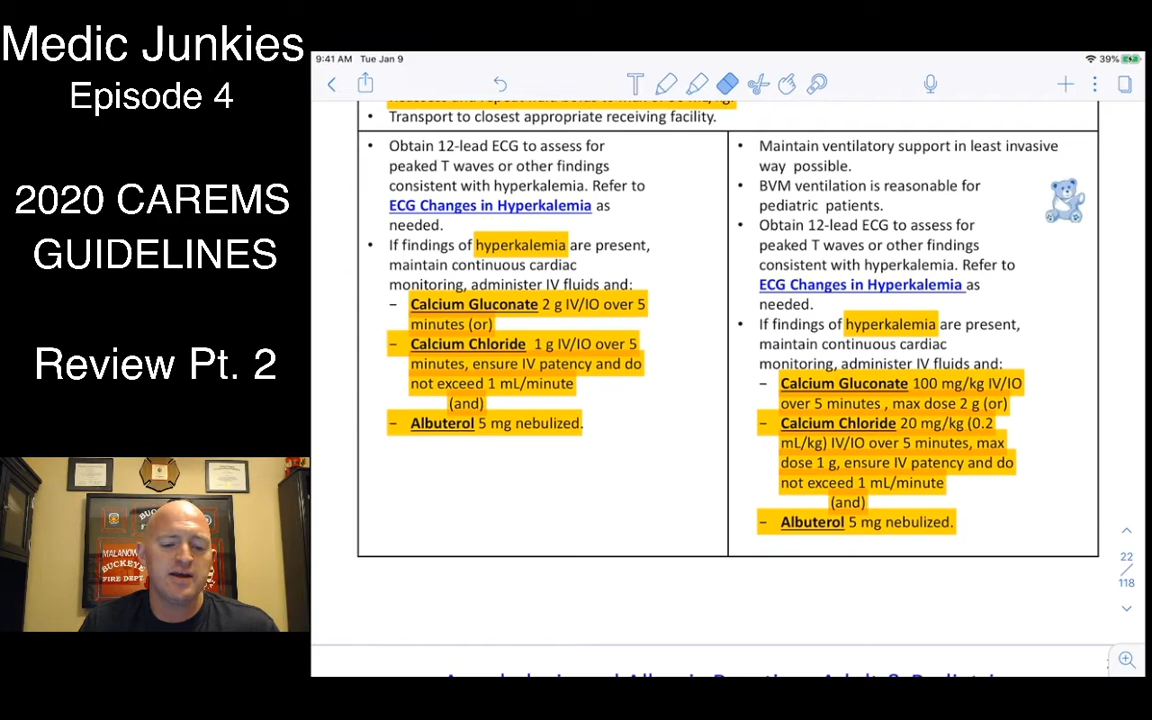 Medic Junkies
Episode 4
2020 CAREMS
GUIDELINES
Review Pt. 2
9:41 AM Tue Jan 9
39%
• Transport to closest appropriate receiving facility.
• Obtain 12-lead ECG to assess for
peaked T waves or other findings
consistent with hyperkalemia. Refer to
ECG Changes in Hyperkalemia as
needed.
• If findings of hyperkalemia are present,
maintain continuous cardiac
monitoring, administer IV fluids and:
– Calcium Gluconate 2 g IV/IO over 5
minutes (or)
– Calcium Chloride 1 g IV/IO over 5
minutes, ensure IV patency and do
not exceed 1 mL/minute
(and)
– Albuterol 5 mg nebulized.
• Maintain ventilatory support in least invasive
way possible.
• BVM ventilation is reasonable for
pediatric patients.
• Obtain 12-lead ECG to assess for
peaked T waves or other findings
consistent with hyperkalemia. Refer to
ECG Changes in Hyperkalemia as
needed.
• If findings of hyperkalemia are present,
maintain continuous cardiac
monitoring, administer IV fluids and:
– Calcium Gluconate 100 mg/kg IV/IO
over 5 minutes , max dose 2 g (or)
– Calcium Chloride 20 mg/kg (0.2
mL/kg) IV/IO over 5 minutes, max
dose 1 g, ensure IV patency and do
not exceed 1 mL/minute
(and)
– Albuterol 5 mg nebulized.
22
118
BUCKEYE
FIRE DEPT